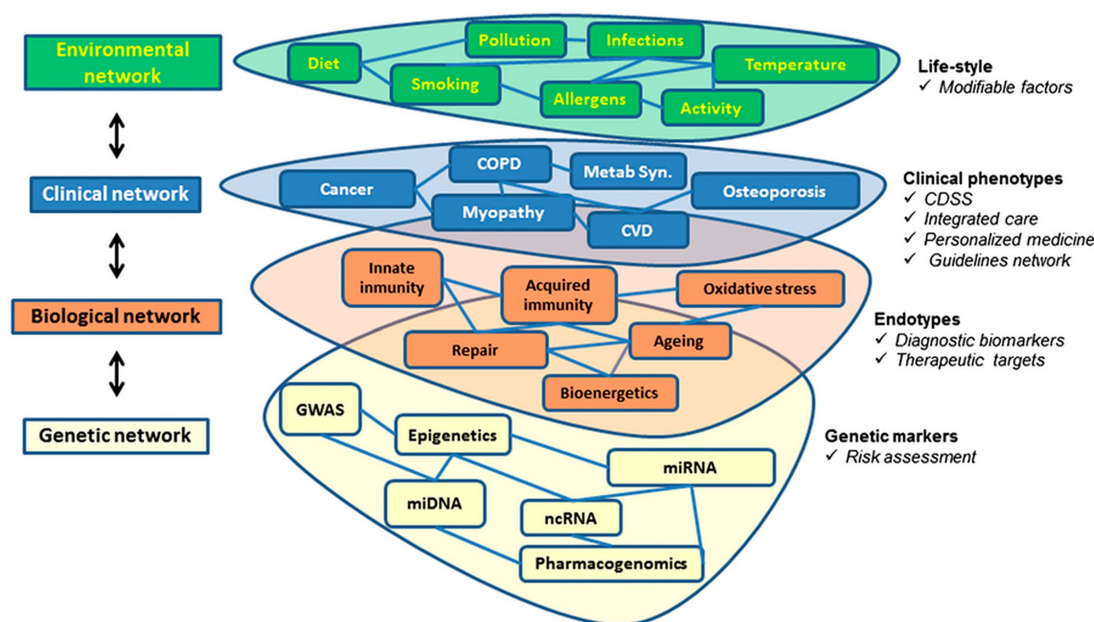 Environmental
network
Diet
Pollution
Infections
Smoking
Allergens
Temperature
Activity
Life-style
✓ Modifiable factors
Clinical network
Cancer
COPD
Metab Syn.
Myopathy
CVD
Osteoporosis
Clinical phenotypes
✓ CDSS
✓ Integrated care
✓ Personalized medicine
✓ Guidelines network
Biological network
Innate
inmunity
Acquired
immunity
Oxidative stress
Repair
Ageing
Bioenergetics
Endotypes
✓ Diagnostic biomarkers
✓ Therapeutic targets
Genetic network
GWAS
Epigenetics
miRNA
miDNA
ncRNA
Pharmacogenomics
Genetic markers
✓ Risk assessment